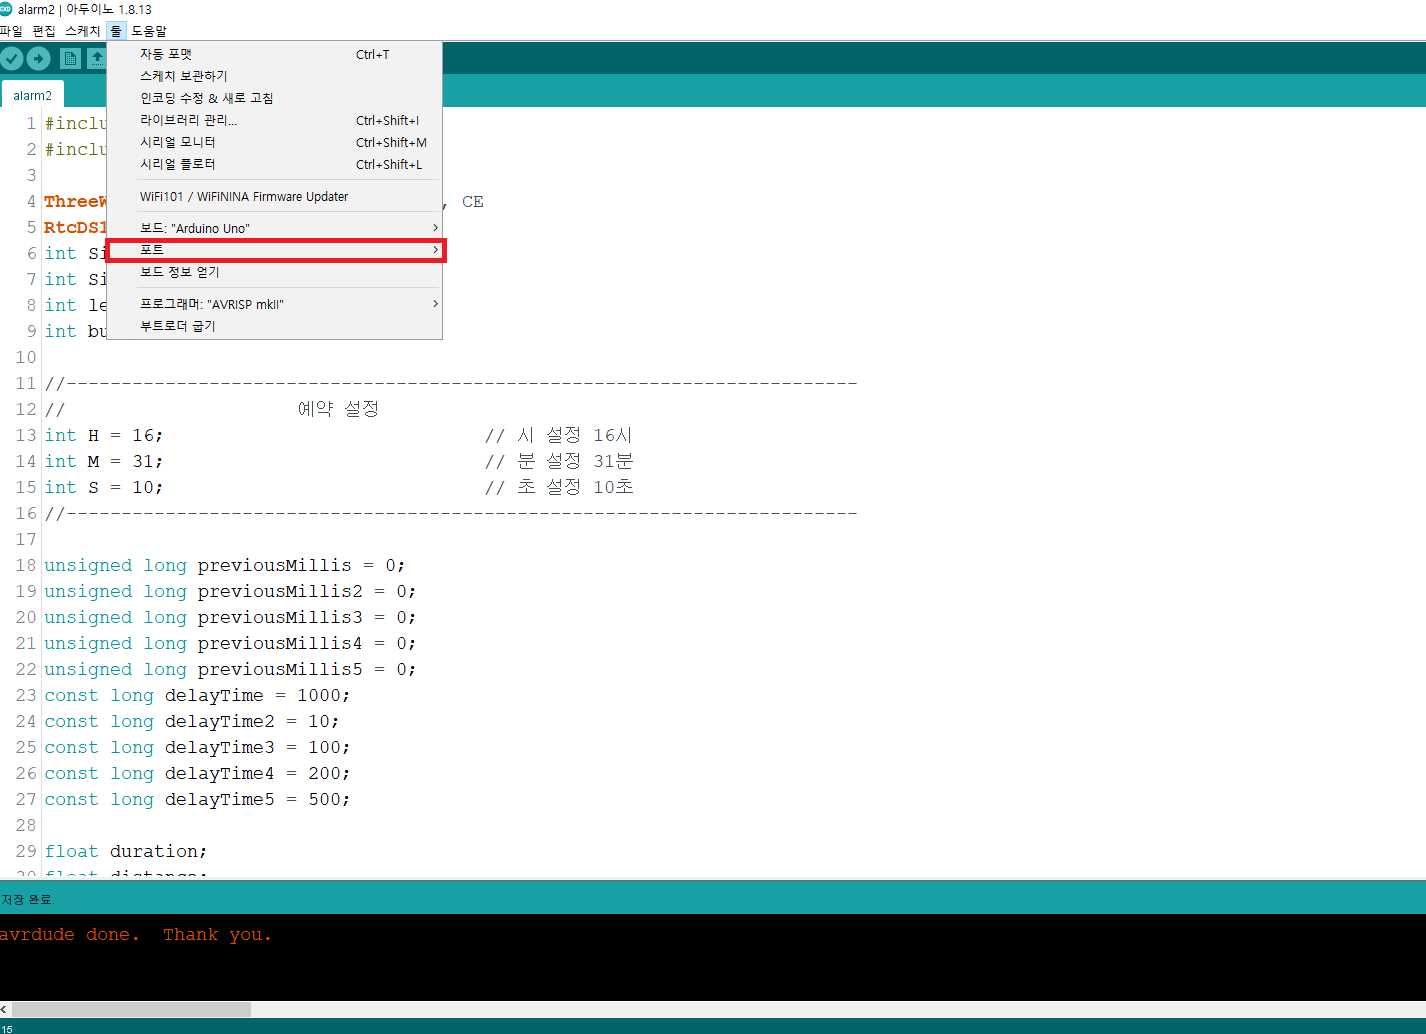 alarm2 | 아두이노 1.8.13
파일 편집 스케치 툴 도움말
자동 포맷 Ctrl+T
스케치 보관하기
인코딩 수정 & 새로 고침
라이브러리 관리... Ctrl+Shift+I
시리얼 모니터 Ctrl+Shift+M
시리얼 플로터 Ctrl+Shift+L
WiFi101 / WiFiNINA Firmware Updater
보드: "Arduino Uno"
포트
보드 정보 얻기
프로그래머: "AVRISP mkII"
부트로더 굽기
alarm2
1 #inclu
2 #inclu
3
4 ThreeW , CE
5 RtcDS1
6 int Si
7 int Si
8 int le
9 int bu
10
11 //------------------------------------------------------------------------
12 // 예약 설정
13 int H = 16; // 시 설정 16시
14 int M = 31; // 분 설정 31분
15 int S = 10; // 초 설정 10초
16 //------------------------------------------------------------------------
17
18 unsigned long previousMillis = 0;
19 unsigned long previousMillis2 = 0;
20 unsigned long previousMillis3 = 0;
21 unsigned long previousMillis4 = 0;
22 unsigned long previousMillis5 = 0;
23 const long delayTime = 1000;
24 const long delayTime2 = 10;
25 const long delayTime3 = 100;
26 const long delayTime4 = 200;
27 const long delayTime5 = 500;
28
29 float duration;
30 float distance;
저장 완료.
avrdude done.  Thank you.
15